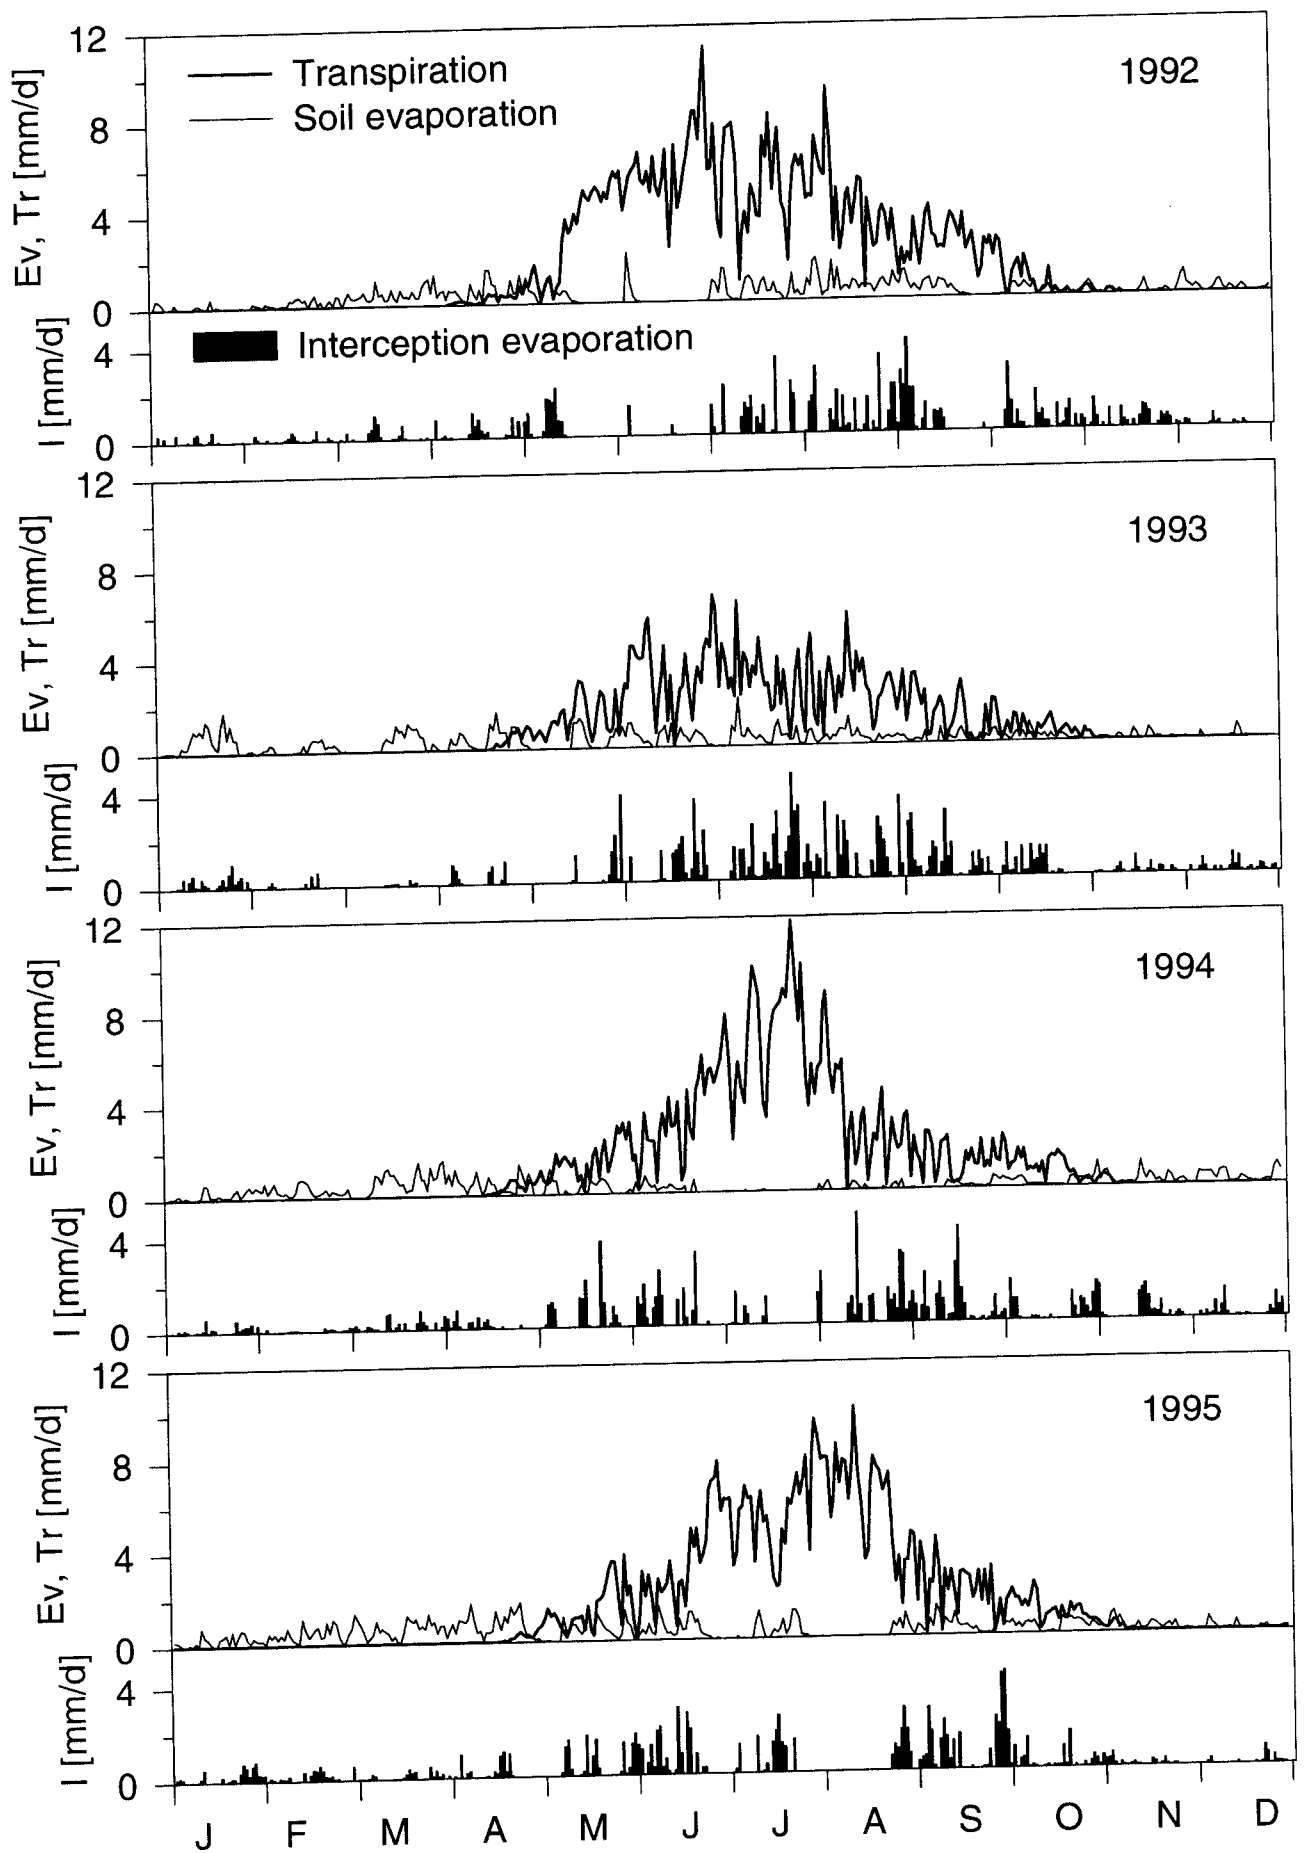 12
8
4
0
Ev, Tr [mm/d]
Transpiration
Soil evaporation
1992
4
0
I [mm/d]
Interception evaporation
12
8
4
0
Ev, Tr [mm/d]
1993
4
0
I [mm/d]
12
8
4
0
Ev, Tr [mm/d]
1994
4
0
I [mm/d]
12
8
4
0
Ev, Tr [mm/d]
1995
4
0
I [mm/d]
J F M A M J J A S O N D